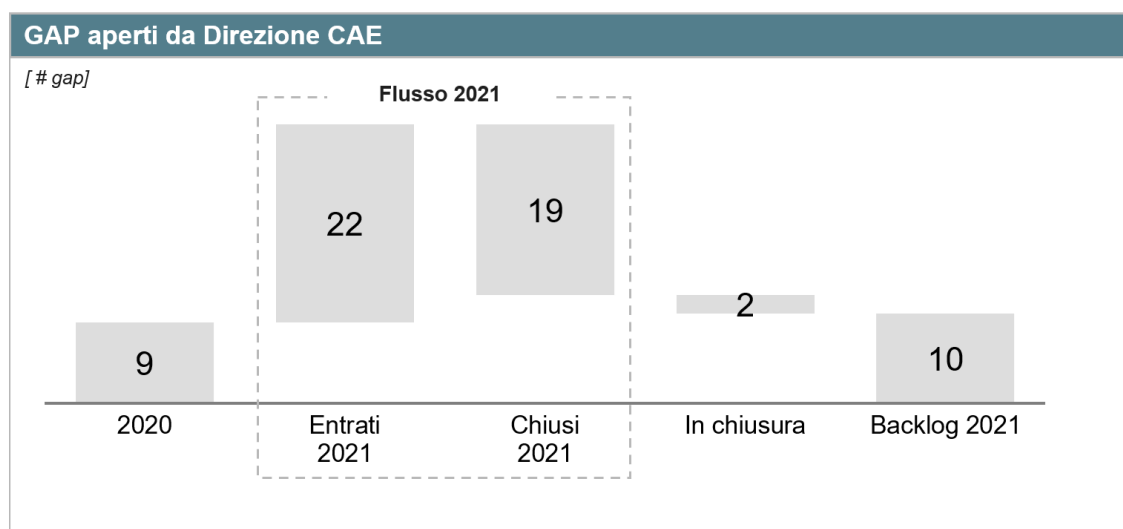 GAP aperti da Direzione CAE
[ # gap]
Flusso 2021
22
19
2
9
10
2020
Entrati
2021
Chiusi
2021
In chiusura
Backlog 2021